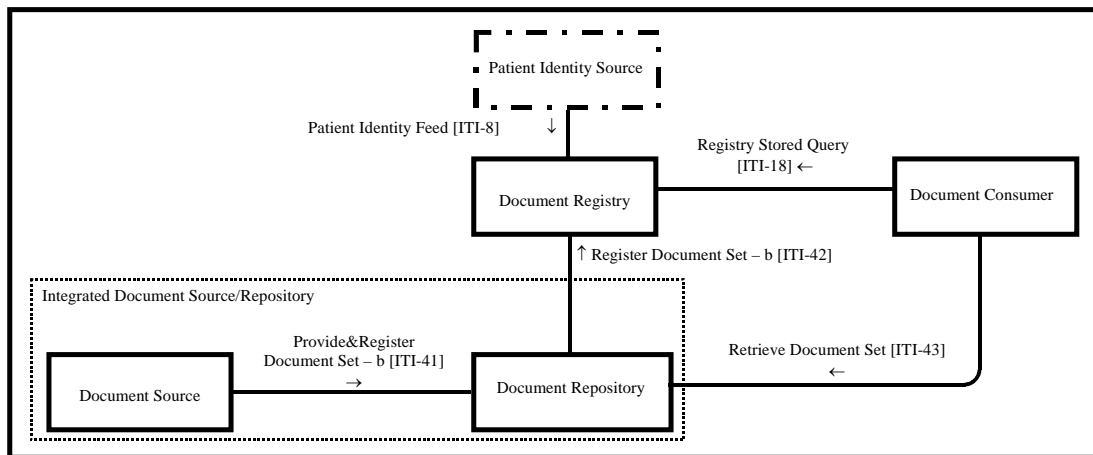 Patient Identity Source
Patient Identity Feed [ITI-8] ↓
Registry Stored Query
[ITI-18] ←
Document Registry
Document Consumer
↑ Register Document Set – b [ITI-42]
Integrated Document Source/Repository
Provide&Register
Document Set – b [ITI-41]
→
Retrieve Document Set [ITI-43]
←
Document Source
Document Repository